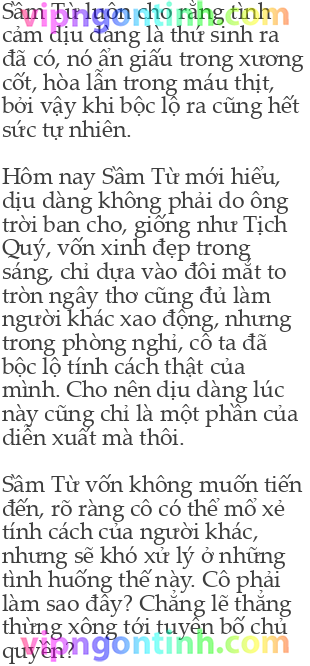 vipngontinh.com
Sầm Từ luôn cho rằng tình
cảm dịu dàng là thứ sinh ra
đã có, nó ẩn giấu trong xương
cốt, hòa lẫn trong máu thịt,
bởi vậy khi bộc lộ ra cũng hết
sức tự nhiên.
Hôm nay Sầm Từ mới hiểu,
dịu dàng không phải do ông
trời ban cho, giống như Tịch
Quý, vốn xinh đẹp trong
sáng, chỉ dựa vào đôi mắt to
tròn ngây thơ cũng đủ làm
người khác xao động, nhưng
trong phòng nghỉ, cô ta đã
bộc lộ tính cách thật của
mình. Cho nên dịu dàng lúc
này cũng chỉ là một phần của
diễn xuất mà thôi.
Sầm Từ vốn không muốn tiến
đến, rõ ràng cô có thể mổ xẻ
tính cách của người khác,
nhưng sẽ khó xử lý ở những
tình huống thế này. Cô phải
làm sao đây? Chẳng lẽ thẳng
thừng xông tới tuyên bố chủ
quyền?
vipngontinh.com